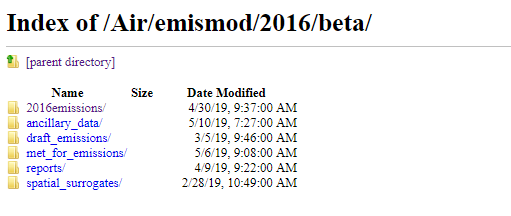 Index of /Air/emismod/2016/beta/
[parent directory]
Name Size Date Modified
2016emissions/ 4/30/19, 9:37:00 AM
ancillary_data/ 5/10/19, 7:27:00 AM
draft_emissions/ 3/5/19, 9:46:00 AM
met_for_emissions/ 5/6/19, 9:08:00 AM
reports/ 4/9/19, 9:22:00 AM
spatial_surrogates/ 2/28/19, 10:49:00 AM